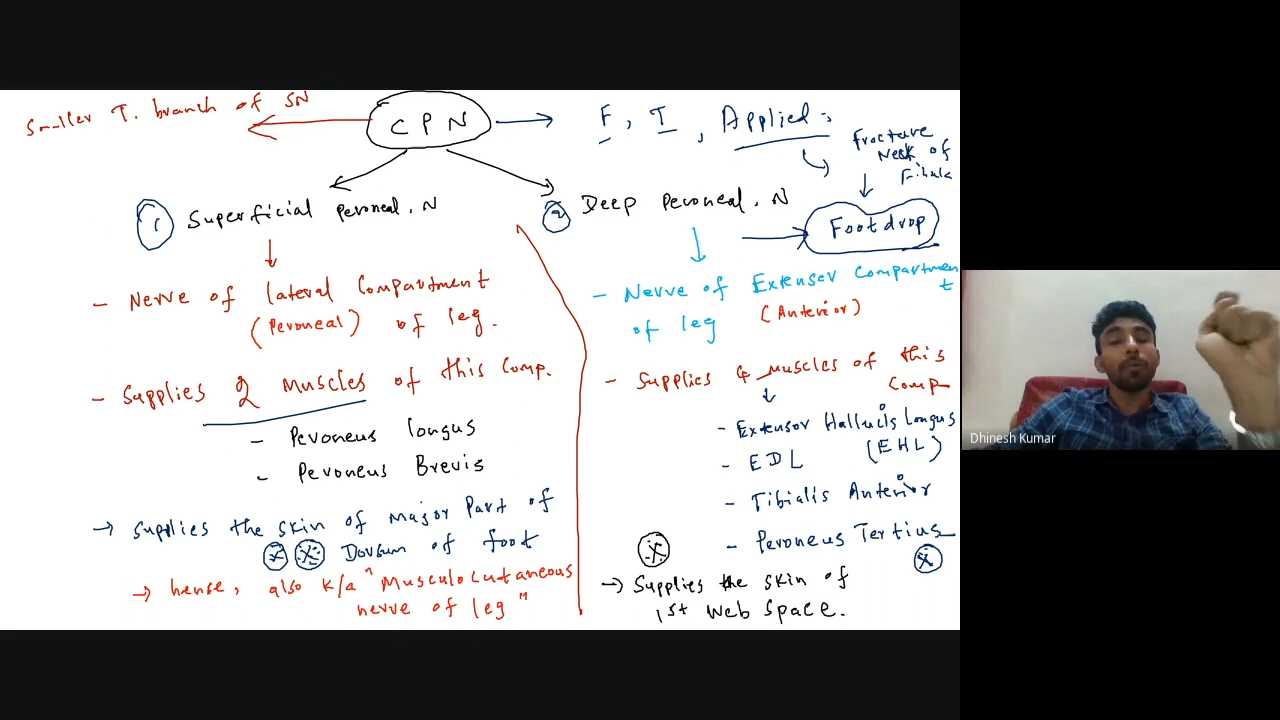 Smaller T. branch of SN
CPN
F, T, Applied :
Fracture
Neck of
Fibula
Footdrop
1 Superficial Peroneal. N
- Nerve of lateral Compartment
(Peroneal) of leg.
- Supplies 2 Muscles of this Comp.
- Peroneus longus
- Peroneus Brevis
→ Supplies the skin of major Part of
Dorsum of foot
→ hence, also k/a "Musculocutaneous
nerve of leg"
2 Deep Peroneal. N
- Nerve of Extensor Compartment
of leg (Anterior)
- Supplies 4 muscles of this
Comp
- Extensor Hallucis Longus
(EHL)
- EDL
- Tibialis Anterior
- Peroneus Tertius
→ Supplies the skin of
1st Web Space.
Dhinesh Kumar